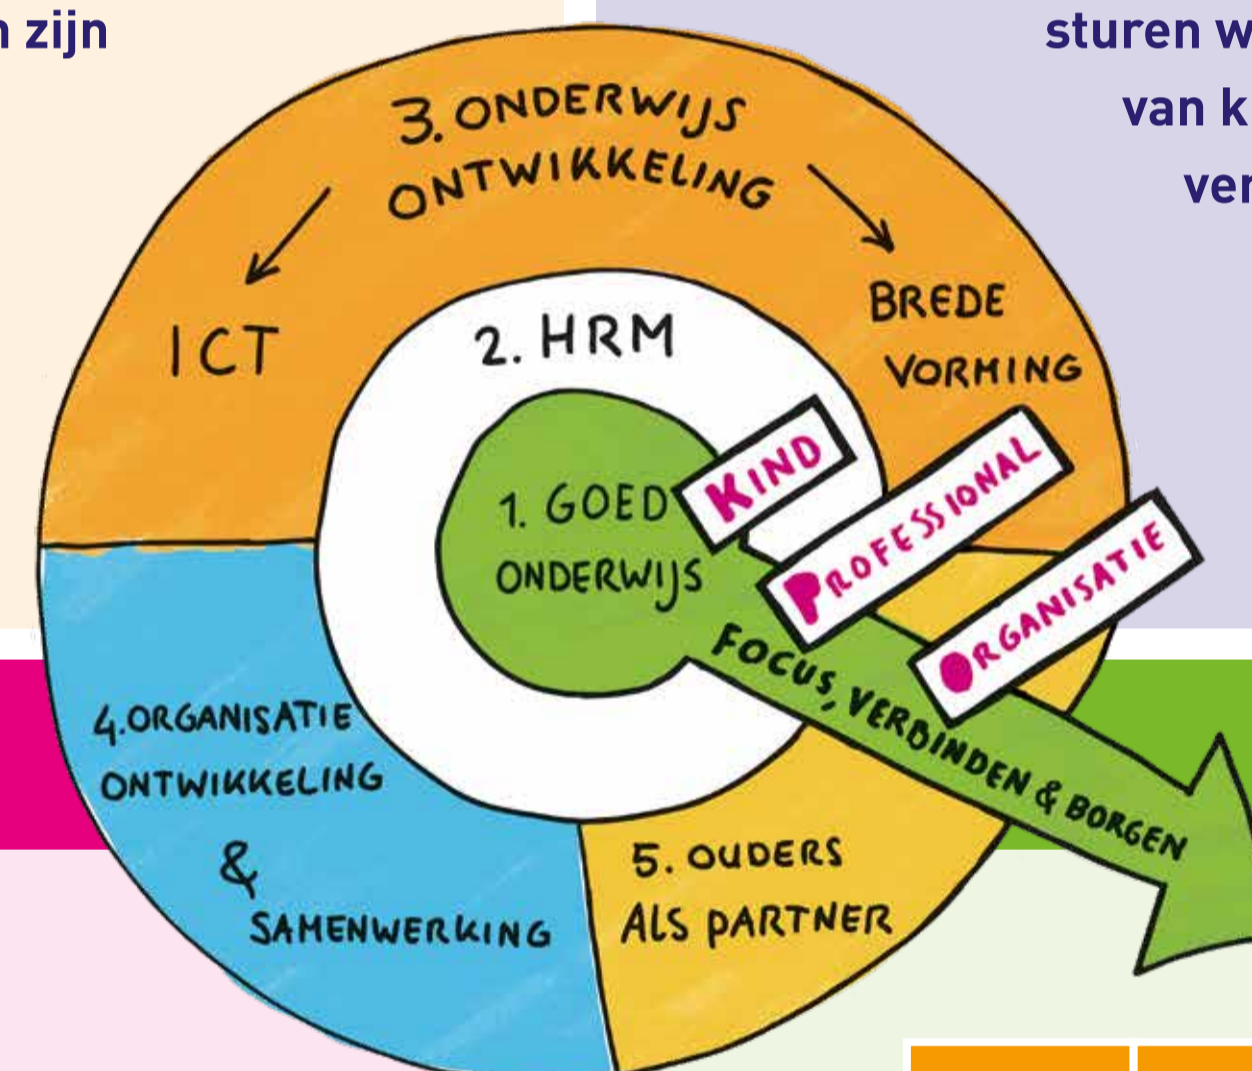 zijn
sturen
van
3. ONDERWIJS
ONTWIKKELING
ICT
BREDE
VORMING
2. HRM
KIND
PROFESSIONAL
ORGANISATIE
1. GOED
ONDERWIJS
FOCUS, VERBINDEN & BORGEN
4. ORGANISATIE
ONTWIKKELING
&
SAMENWERKING
5. OUDERS
ALS PARTNER